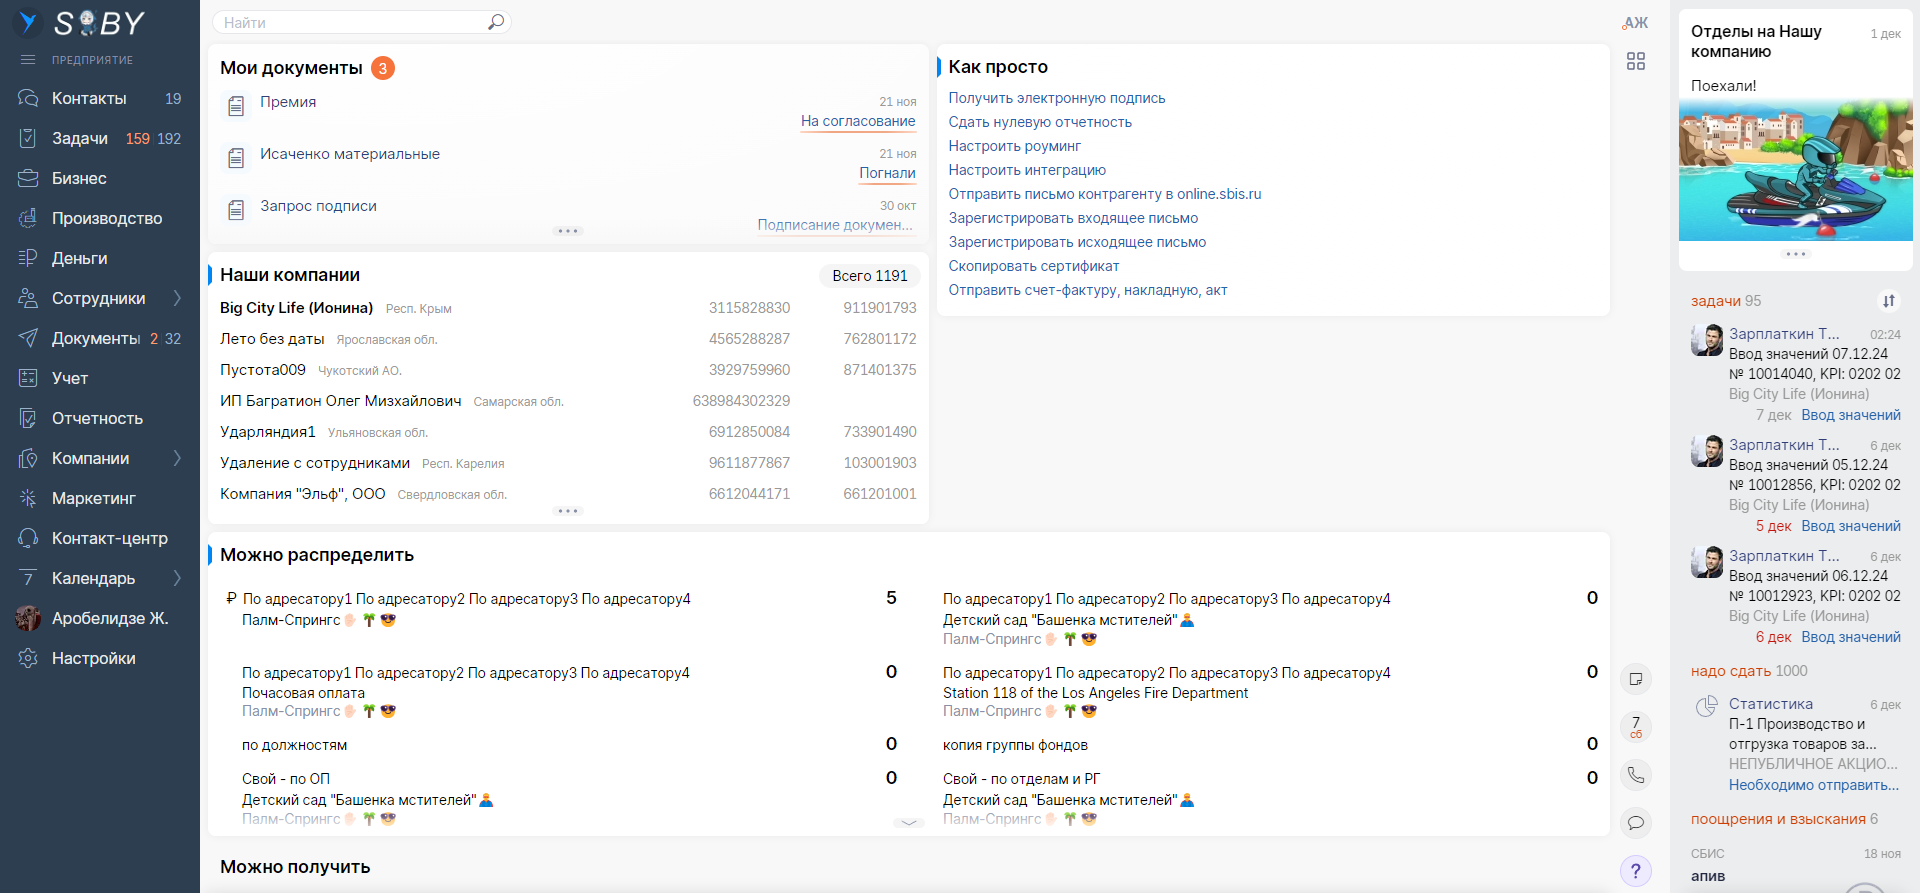 SABY
ПРЕДПРИЯТИЕ
Контакты 19
Задачи 159 192
Бизнес
Производство
Деньги
Сотрудники
Документы 2 32
Учет
Отчетность
Компании
Маркетинг
Контакт-центр
7 Календарь
Аробелидзе Ж.
Настройки
Найти
Мои документы 3
Премия 21 ноя
На согласование
Исаченко материальные 21 ноя
Погнали
Запрос подписи 30 окт
Подписание докумен...
Наши компании Всего 1191
Big City Life (Ионина) Респ. Крым 3115828830 911901793
Лето без даты Ярославская обл. 4565288287 762801172
Пустота009 Чукотский АО. 3929759960 871401375
ИП Багратион Олег Мизхайлович Самарская обл. 638984302329
Ударляндия1 Ульяновская обл. 6912850084 733901490
Удаление с сотрудниками Респ. Карелия 9611877867 103001903
Компания "Эльф", ООО Свердловская обл. 6612044171 661201001
Как просто
Получить электронную подпись
Сдать нулевую отчетность
Настроить роуминг
Настроить интеграцию
Отправить письмо контрагенту в online.sbis.ru
Зарегистрировать входящее письмо
Зарегистрировать исходящее письмо
Скопировать сертификат
Отправить счет-фактуру, накладную, акт
Можно распределить
₽ По адресатору1 По адресатору2 По адресатору3 По адресатору4 5
Палм-Спрингс✋🏻 🌴 😎
По адресатору1 По адресатору2 По адресатору3 По адресатору4 0
Детский сад "Башенка мстителей"
Палм-Спрингс✋🏻 🌴 😎
По адресатору1 По адресатору2 По адресатору3 По адресатору4 0
Почасовая оплата
Палм-Спрингс✋🏻 🌴 😎
По адресатору1 По адресатору2 По адресатору3 По адресатору4 0
Station 118 of the Los Angeles Fire Department
Палм-Спрингс✋🏻 🌴 😎
по должностям 0
копия группы фондов 0
Свой - по ОП 0
Детский сад "Башенка мстителей"
Палм-Спрингс✋🏻 🌴 😎
Свой - по отделам и РГ 0
Детский сад "Башенка мстителей"
Палм-Спрингс✋🏻 🌴 😎
Можно получить
АЖ
7
сб
?
Отделы на Нашу 1 дек
компанию
Поехали!
задачи 95
Зарплаткин Т... 02:24
Ввод значений 07.12.24
№ 10014040, KPI: 0202 02
Big City Life (Ионина)
7 дек Ввод значений
Зарплаткин Т... 6 дек
Ввод значений 05.12.24
№ 10012856, KPI: 0202 02
Big City Life (Ионина)
5 дек Ввод значений
Зарплаткин Т... 6 дек
Ввод значений 06.12.24
№ 10012923, KPI: 0202 02
Big City Life (Ионина)
6 дек Ввод значений
надо сдать 1000
Статистика 6 дек
П-1 Производство и
отгрузка товаров за...
НЕПУБЛИЧНОЕ АКЦИО...
Необходимо отправить...
поощрения и взыскания 6
СБИС 18 ноя
апив